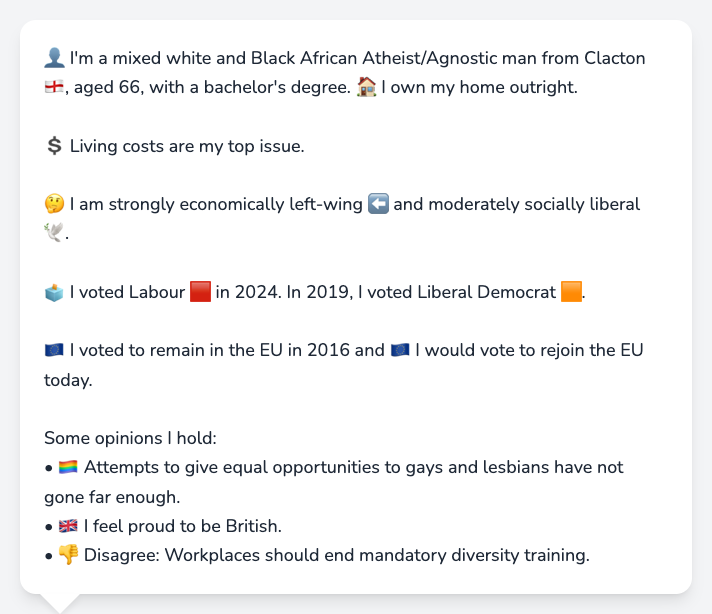 👤 I'm a mixed white and Black African Atheist/Agnostic man from Clacton
🏴󠁧󠁢󠁥󠁮󠁧󠁿, aged 66, with a bachelor's degree. 🏠 I own my home outright.
💲 Living costs are my top issue.
🤔 I am strongly economically left-wing ⬅️ and moderately socially liberal
🕊️.
🗳️ I voted Labour 🟥 in 2024. In 2019, I voted Liberal Democrat 🟧.
🇪🇺 I voted to remain in the EU in 2016 and 🇪🇺 I would vote to rejoin the EU
today.
Some opinions I hold:
• 🏳️‍🌈 Attempts to give equal opportunities to gays and lesbians have not
gone far enough.
• 🇬🇧 I feel proud to be British.
• 👎 Disagree: Workplaces should end mandatory diversity training.